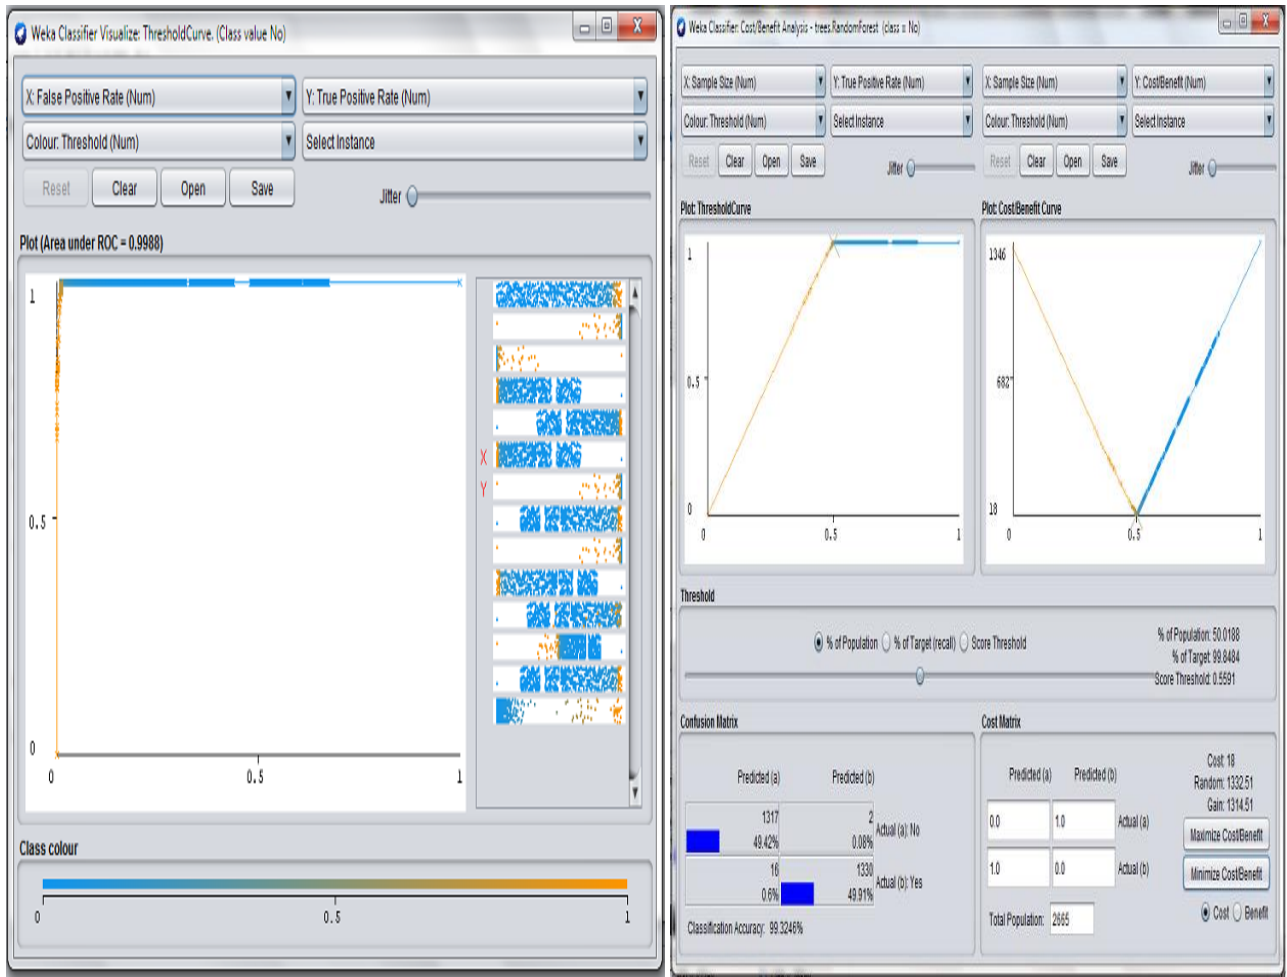 Weka Classifier Visualize: ThresholdCurve. (Class value No)
X: False Positive Rate (Num)
Y: True Positive Rate (Num)
Colour: Threshold (Num)
Select Instance
Reset
Clear
Open
Save
Jitter
Plot (Area under ROC = 0.9988)
1
0.5
0
0
0.5
1
X
Y
Class colour
0
0.5
1
Weka Classifier: Cost/Benefit Analysis - trees.RandomForest (class = No)
X: Sample Size (Num)
Y: True Positive Rate (Num)
Colour: Threshold (Num)
Select Instance
Reset
Clear
Open
Save
Jitter
Plot: ThresholdCurve
1
0.5
0
0
0.5
1
X: Sample Size (Num)
Y: Cost/Benefit (Num)
Colour: Threshold (Num)
Select Instance
Reset
Clear
Open
Save
Jitter
Plot: Cost/Benefit Curve
1346
682
18
0
0.5
1
Threshold
% of Population
% of Target (recall)
Score Threshold
% of Population: 50.0188
% of Target: 99.8484
Score Threshold: 0.5591
Confusion Matrix
Predicted (a)
Predicted (b)
1317
49.42%
2
0.08%
Actual (a): No
16
0.6%
1330
49.91%
Actual (b): Yes
Classification Accuracy: 99.3246%
Cost Matrix
Predicted (a)
Predicted (b)
0.0
1.0
Actual (a)
1.0
0.0
Actual (b)
Total Population:
2665
Cost: 18
Random: 1332.51
Gain: 1314.51
Maximize Cost/Benefit
Minimize Cost/Benefit
Cost
Benefit